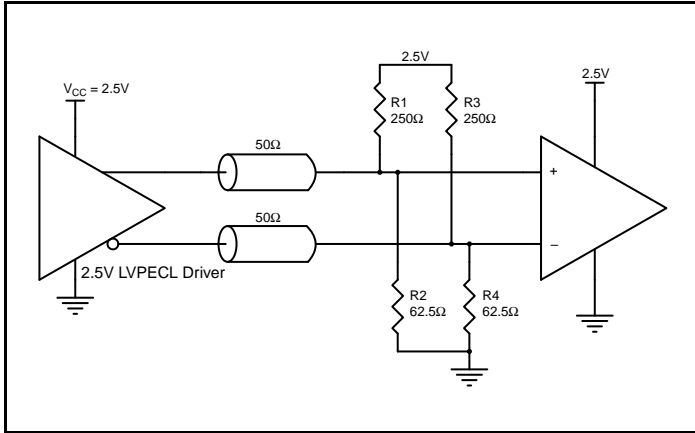 2.5V
2.5V
V_CC = 2.5V
R1
250Ω
R3
250Ω
50Ω
+
50Ω
–
2.5V LVPECL Driver
R2
62.5Ω
R4
62.5Ω